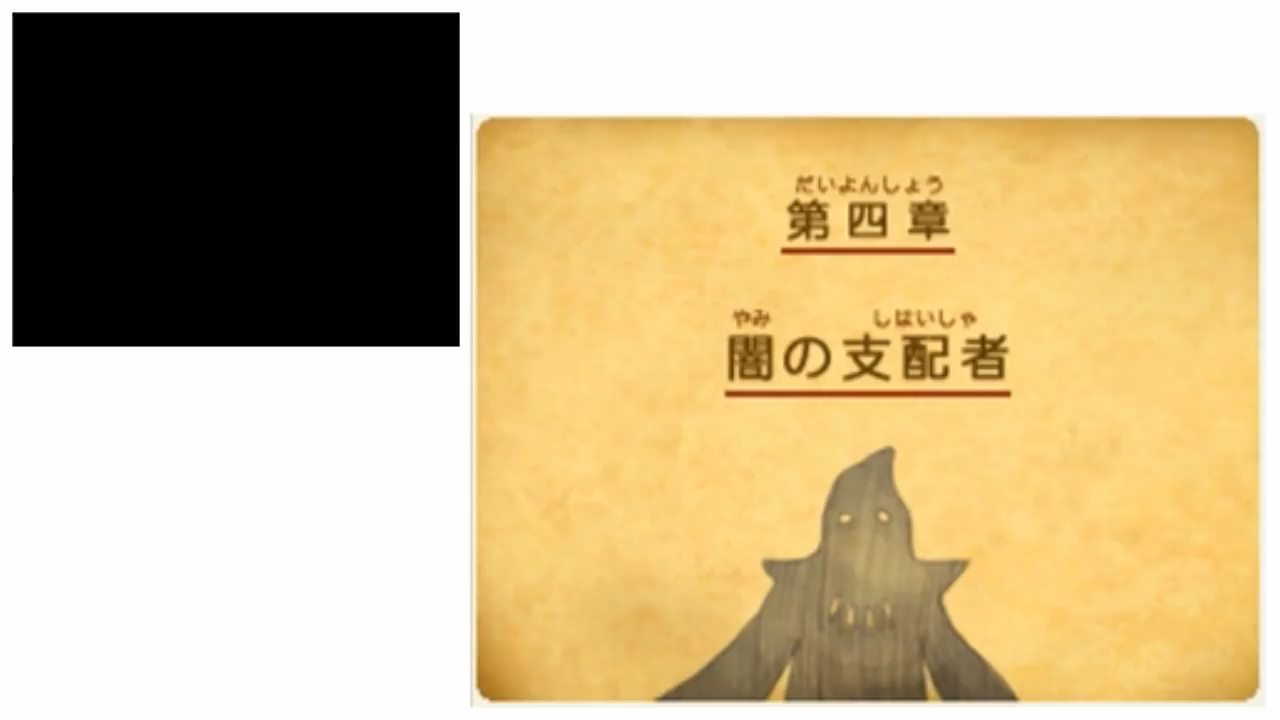 だいよんしょう
第四章
やみ しはいしゃ
闇の支配者